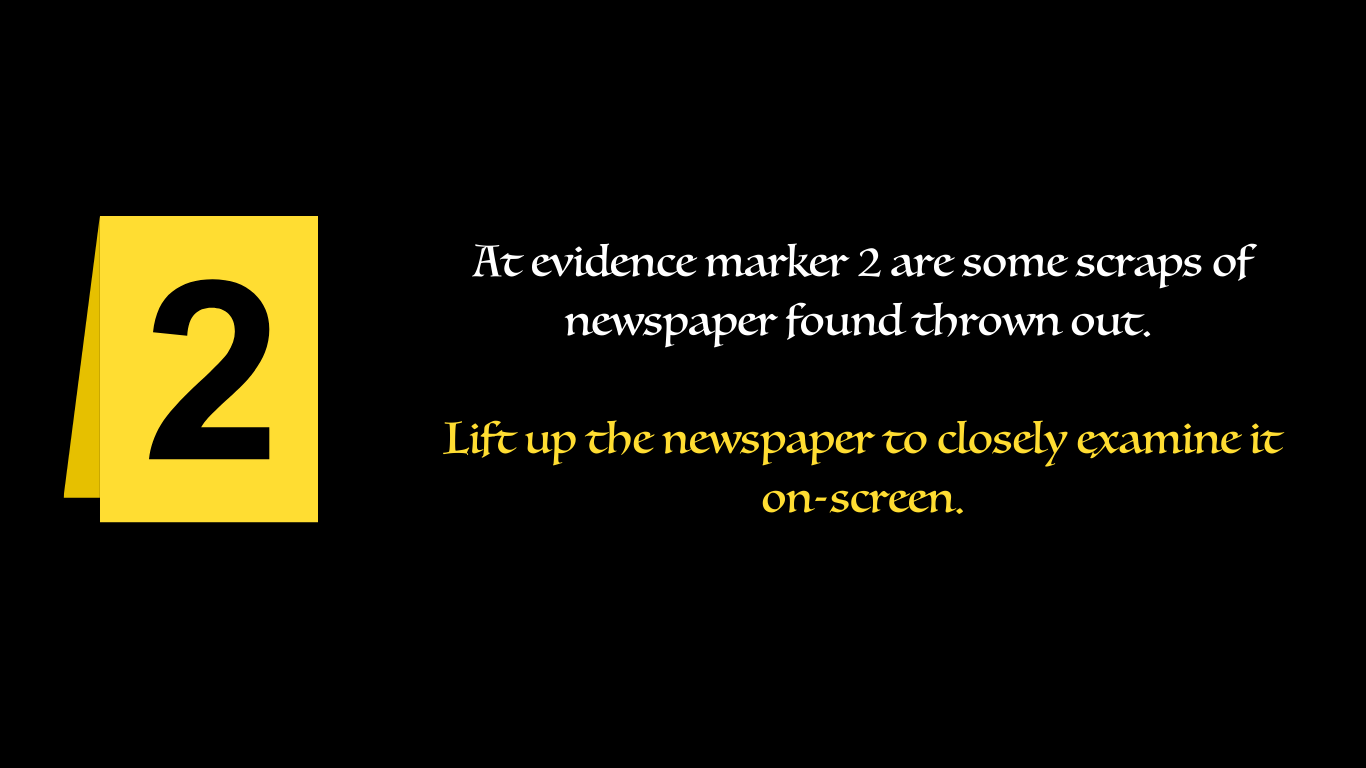 2
At evidence marker 2 are some scraps of
newspaper found thrown out.
Lift up the newspaper to closely examine it
on-screen.